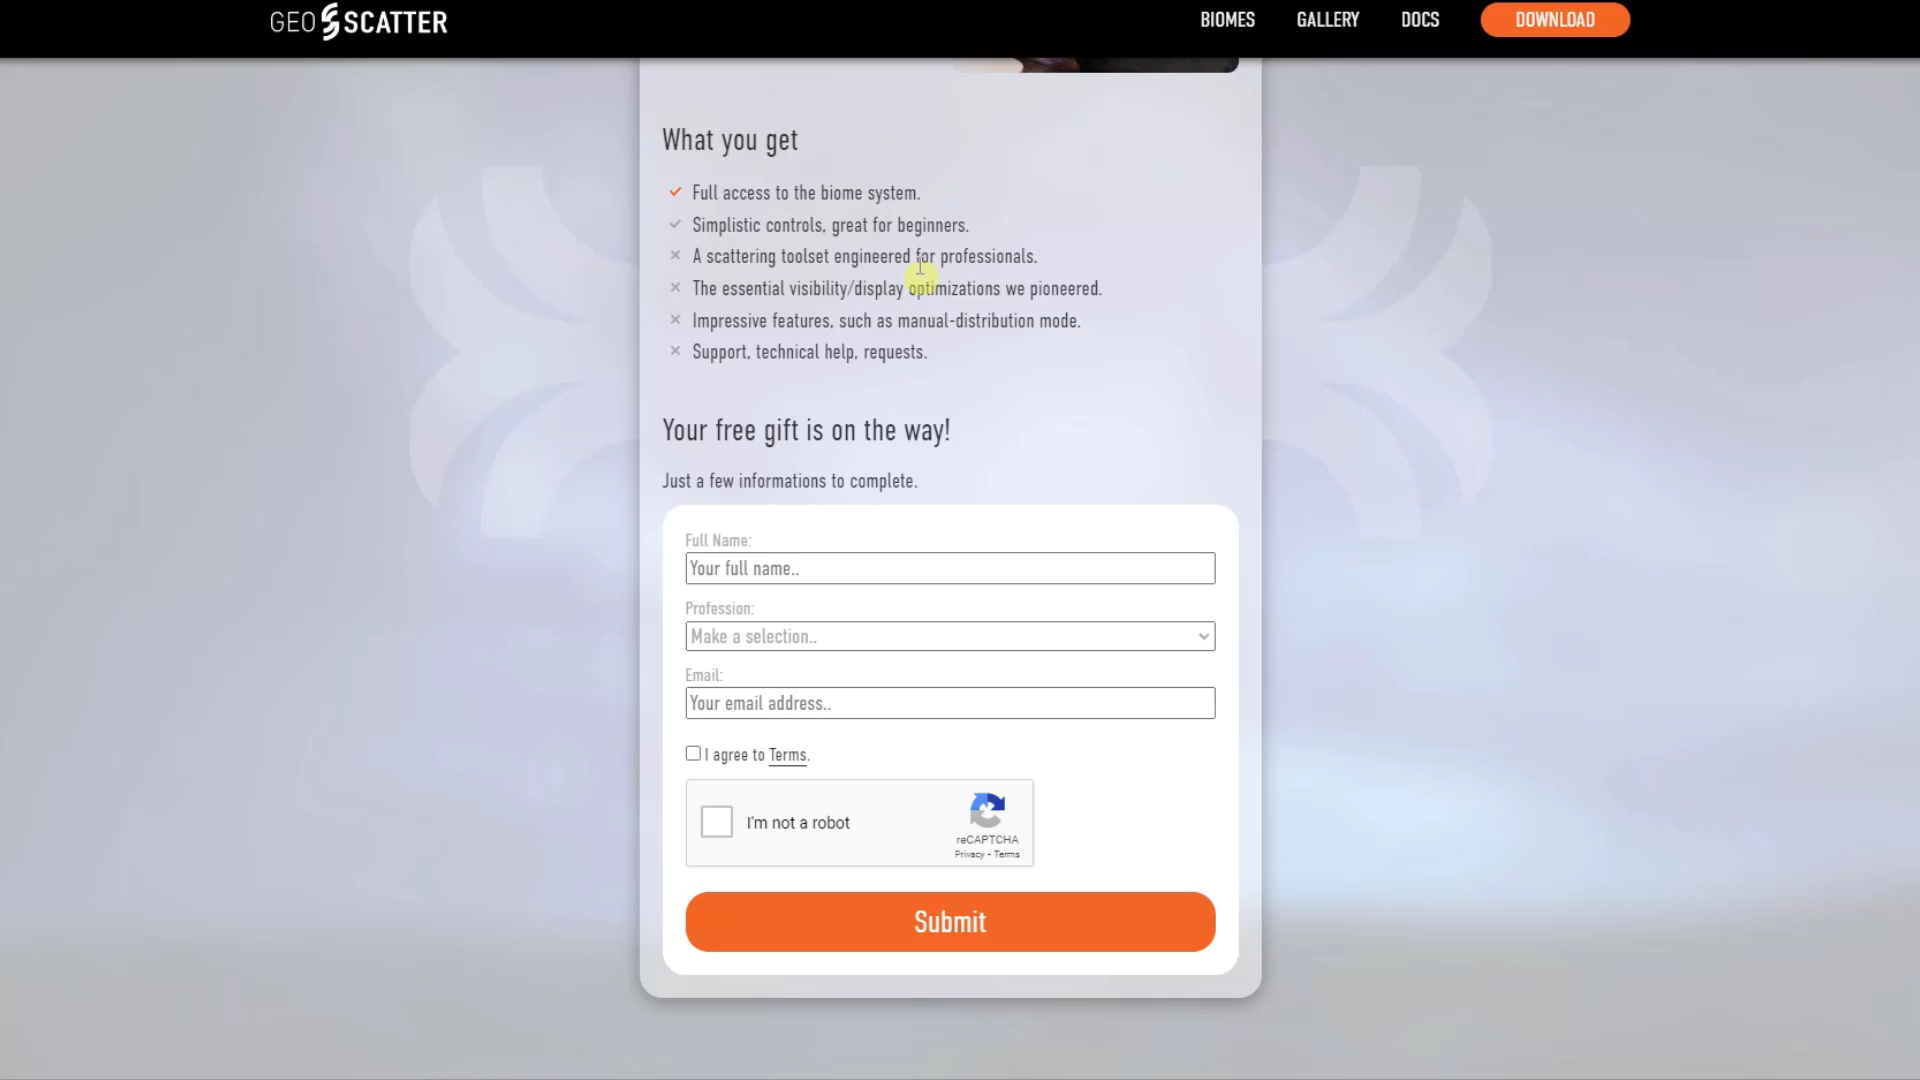 GEO SCATTER
BIOMES
GALLERY
DOCS
DOWNLOAD
What you get
Full access to the biome system.
Simplistic controls, great for beginners.
A scattering toolset engineered for professionals.
The essential visibility/display optimizations we pioneered.
Impressive features, such as manual-distribution mode.
Support, technical help, requests.
Your free gift is on the way!
Just a few informations to complete.
Full Name:
Your full name..
Profession:
Make a selection..
Email:
Your email address..
I agree to Terms.
I'm not a robot
reCAPTCHA
Privacy - Terms
Submit